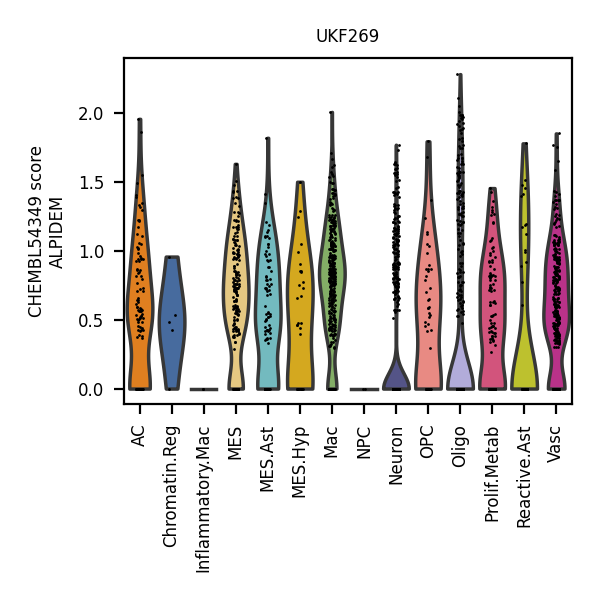 UKF269
CHEMBL54349 score
ALPIDEM
2.0
1.5
1.0
0.5
0.0
AC
Chromatin.Reg
Inflammatory.Mac
MES
MES.Ast
MES.Hyp
Mac
NPC
Neuron
OPC
Oligo
Prolif.Metab
Reactive.Ast
Vasc